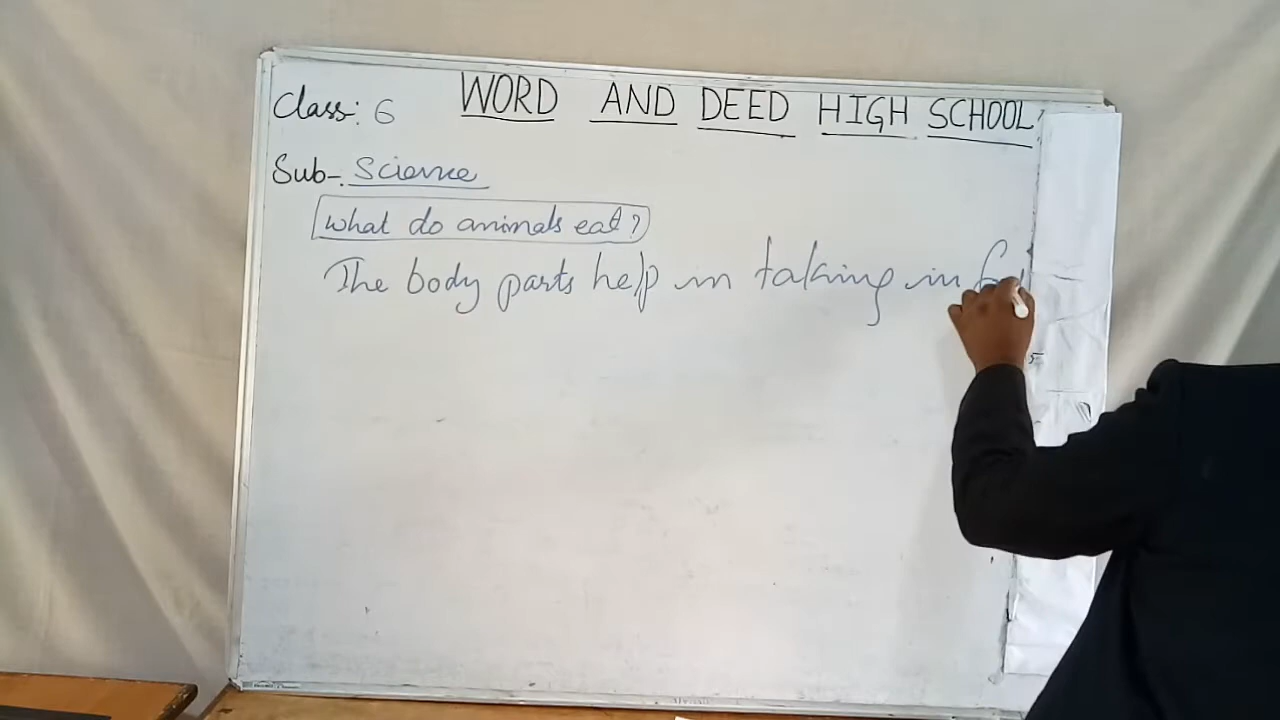 WORD AND DEED HIGH SCHOOL
Class: 6
Sub-. Science
What do animals eat?
The body parts help in taking in